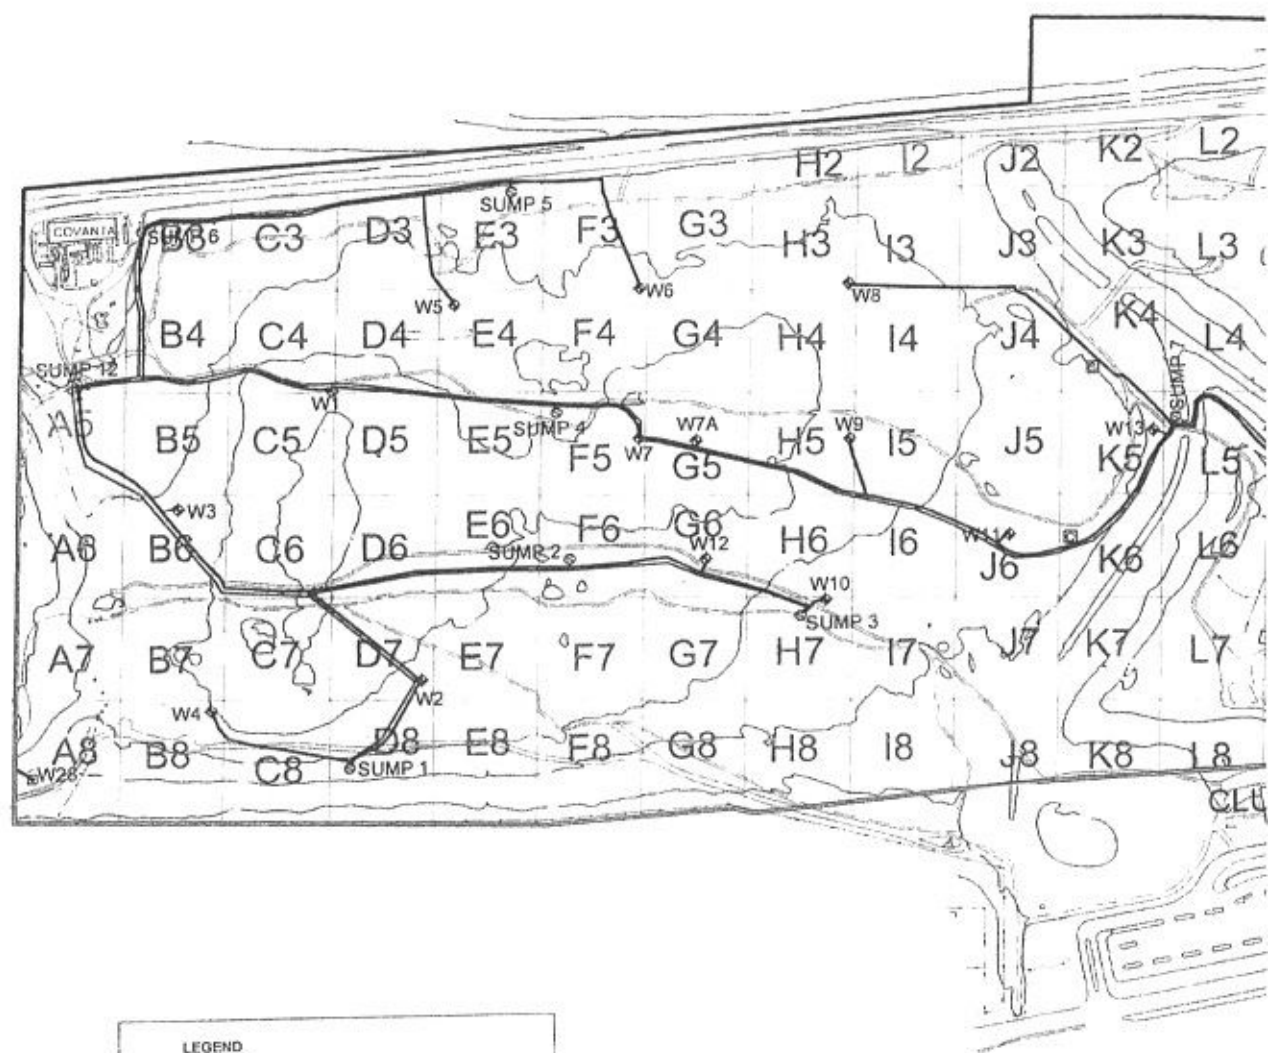 H2 I2 J2 K2 L2
COVANTA SUMP 6 B3 C3 D3 SUMP 5 E3 F3 G3 H3 I3 J3 K3 L3
W5 W6 W8
B4 C4 D4 E4 F4 G4 H4 I4 J4 K4 L4
SUMP 12 W1 SUMP 4 SUMP 7
A5 B5 C5 D5 E5 F5 W7 W7A G5 H5 W9 I5 J5 W13 K5 L5
W3
A6 B6 C6 D6 E6 F6 G6 H6 I6 W11 J6 K6 L6
SUMP 2 W12 W10
SUMP 3
A7 B7 C7 D7 E7 F7 G7 H7 I7 J7 K7 L7
W4 W2
A8 B8 C8 D8 E8 F8 G8 H8 I8 J8 K8 L8
W28 SUMP 1
CLU
LEGEND